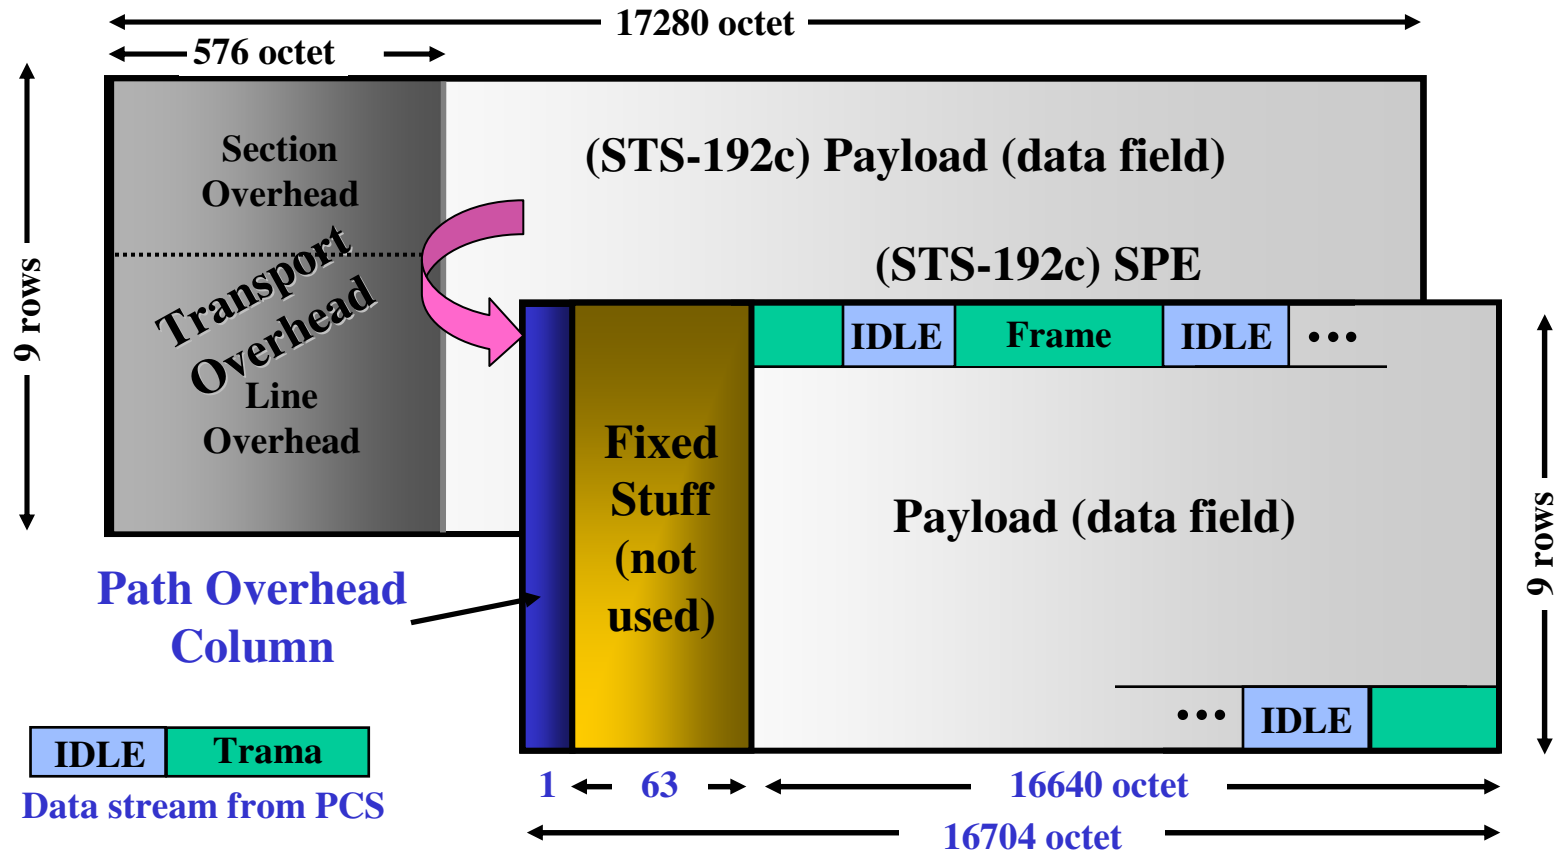 17280 octet
576 octet
9 rows
Section
Overhead
(STS-192c) Payload (data field)
Transport
Overhead
(STS-192c) SPE
Line
Overhead
IDLE
Frame
IDLE
•••
Fixed
Stuff
(not
used)
Payload (data field)
9 rows
Path Overhead
Column
•••
IDLE
IDLE
Trama
Data stream from PCS
1
63
16640 octet
16704 octet